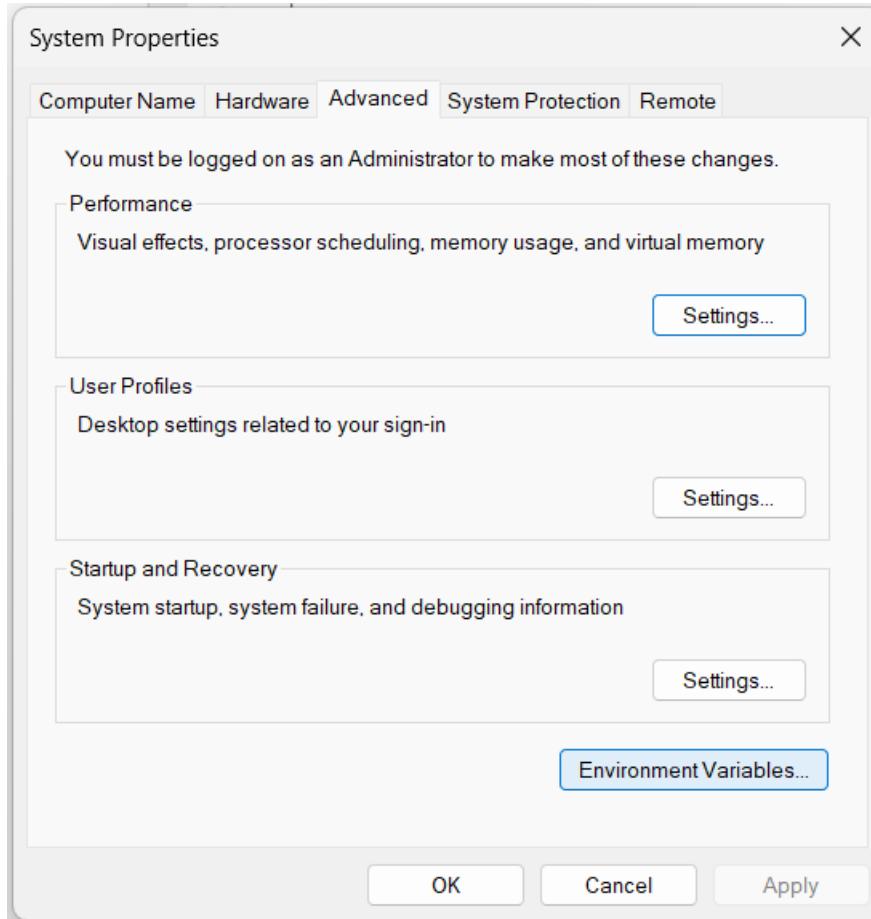 System Properties
Computer Name Hardware Advanced System Protection Remote
You must be logged on as an Administrator to make most of these changes.
Performance
Visual effects, processor scheduling, memory usage, and virtual memory
Settings...
User Profiles
Desktop settings related to your sign-in
Settings...
Startup and Recovery
System startup, system failure, and debugging information
Settings...
Environment Variables...
OK Cancel Apply